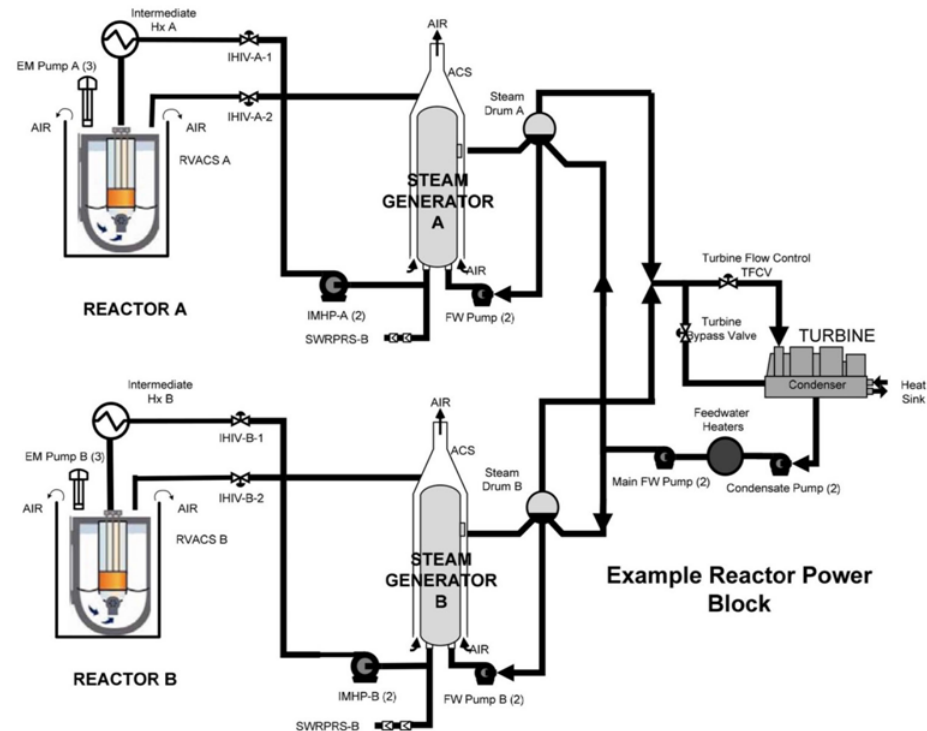 Intermediate
Hx A
AIR
EM Pump A (3)
IHIV-A-1
ACS
Steam
Drum A
IHIV-A-2
AIR
AIR
RVACS A
STEAM
GENERATOR
A
Turbine Flow Control
TFCV
AIR
REACTOR A
IMHP-A (2)
FW Pump (2)
SWRPRS-B
Turbine
Bypass Valve
TURBINE
Condenser
Heat
Sink
Intermediate
Hx B
AIR
IHIV-B-1
ACS
Feedwater
Heaters
EM Pump B (3)
Steam
Drum B
IHIV-B-2
Main FW Pump (2)
Condensate Pump (2)
AIR
AIR
RVACS B
STEAM
GENERATOR
B
Example Reactor Power
Block
AIR
REACTOR B
IMHP-B (2)
FW Pump B (2)
SWRPRS-B